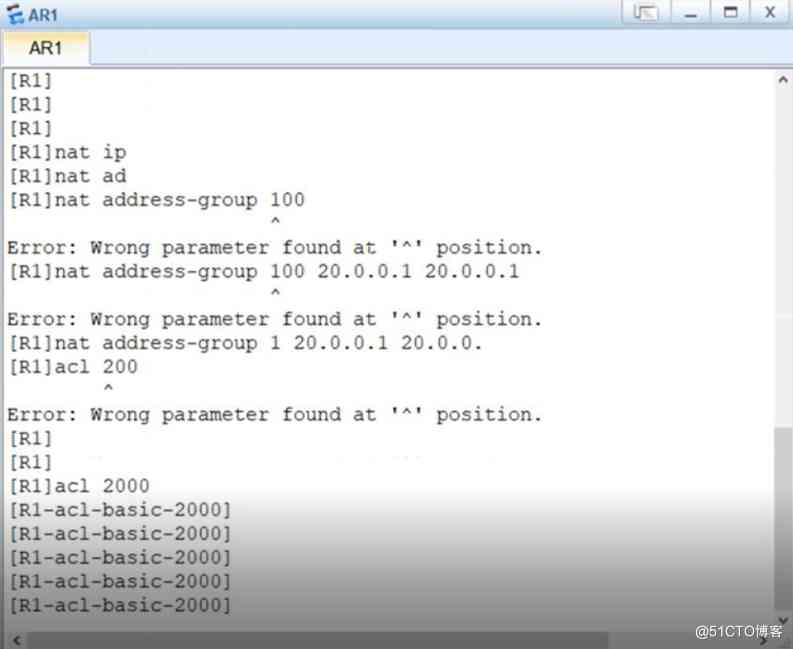 AR1
AR1
[R1]
[R1]
[R1]
[R1]nat ip
[R1]nat ad
[R1]nat address-group 100
^
Error: Wrong parameter found at '^' position.
[R1]nat address-group 100 20.0.0.1 20.0.0.1
^
Error: Wrong parameter found at '^' position.
[R1]nat address-group 1 20.0.0.1 20.0.0.
[R1]acl 200
^
Error: Wrong parameter found at '^' position.
[R1]
[R1]
[R1]acl 2000
[R1-acl-basic-2000]
[R1-acl-basic-2000]
[R1-acl-basic-2000]
[R1-acl-basic-2000]
[R1-acl-basic-2000]
@51CTO博客